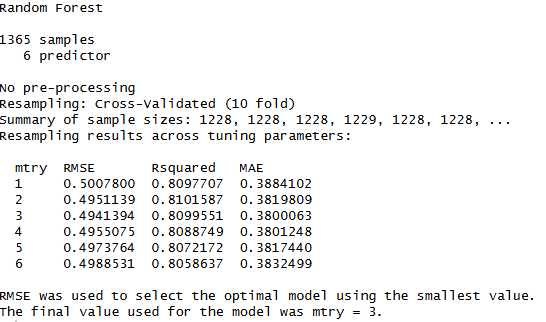 Random Forest
1365 samples
6 predictor
No pre-processing
Resampling: Cross-Validated (10 fold)
Summary of sample sizes: 1228, 1228, 1228, 1229, 1228, 1228, ...
Resampling results across tuning parameters:
mtry RMSE Rsquared MAE
1 0.5007800 0.8097707 0.3884102
2 0.4951139 0.8101587 0.3819809
3 0.4941394 0.8099551 0.3800063
4 0.4955075 0.8088749 0.3801248
5 0.4973764 0.8072172 0.3817440
6 0.4988531 0.8058637 0.3832499
RMSE was used to select the optimal model using the smallest value.
The final value used for the model was mtry = 3.